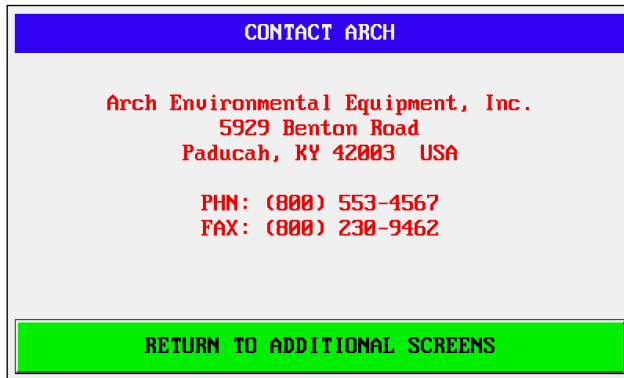 CONTACT ARCH
Arch Environmental Equipment, Inc.
5929 Benton Road
Paducah, KY 42003 USA
PHN: (800) 553-4567
FAX: (800) 230-9462
RETURN TO ADDITIONAL SCREENS